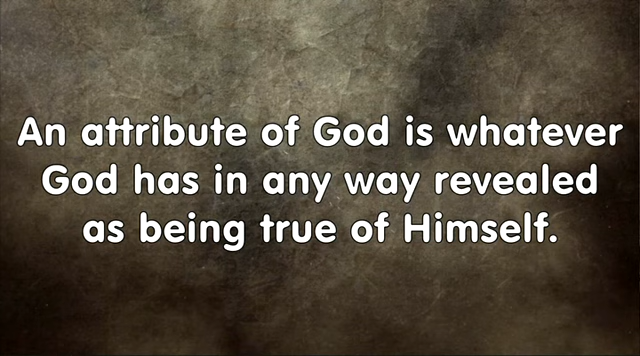 An attribute of God is whatever
God has in any way revealed
as being true of Himself.